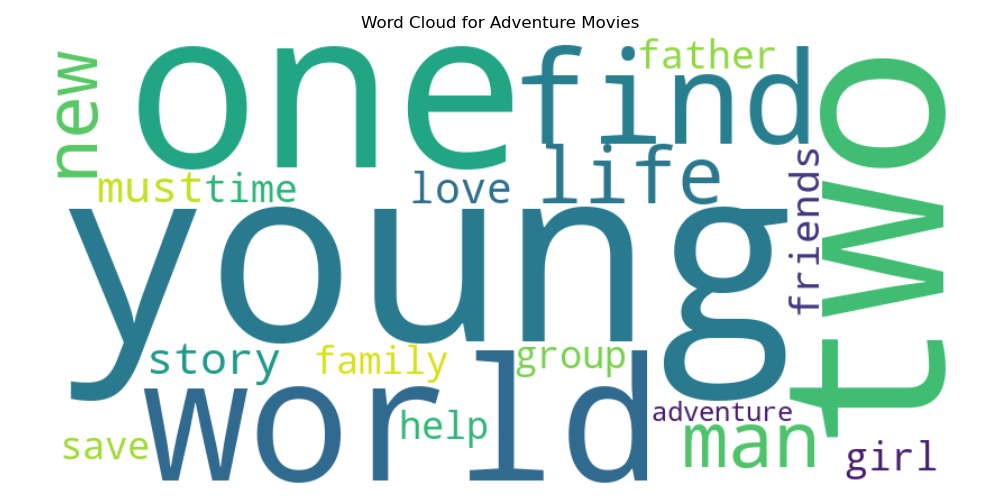 Word Cloud for Adventure Movies
new
one
find
father
two
must
time
love
life
friends
young
story
family
group
world
help
adventure
save
man
girl